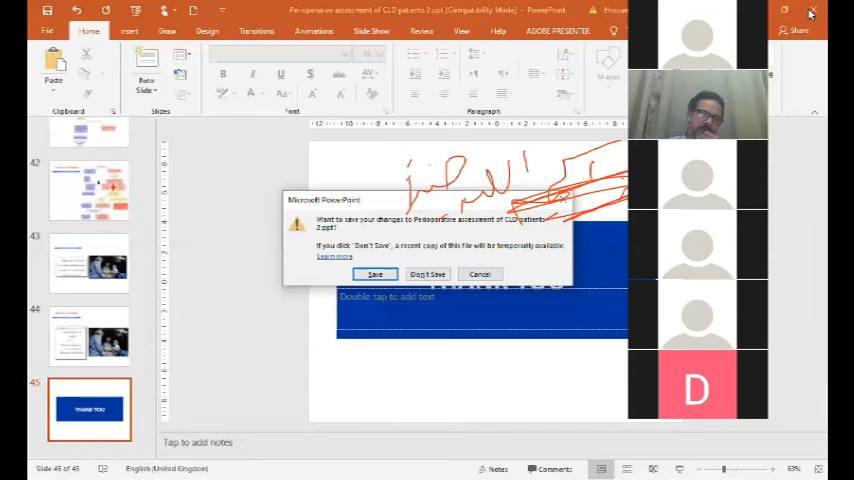 Perioperative assessment of CLD patients 2.ppt [Compatibility Mode] - PowerPoint
Hossam
File
Home
Insert
Draw
Design
Transitions
Animations
Slide Show
Review
View
Help
ADOBE PRESENTER
Share
Paste
New
Slide
Shapes
Clipboard
Slides
Font
Paragraph
42
43
44
45
THANK YOU
Microsoft PowerPoint
Want to save your changes to Perioperative assessment of CLD patients
2.ppt?
If you click "Don't Save", a recent copy of this file will be temporarily available.
Learn more
Save
Don't Save
Cancel
THANK YOU
Double tap to add text
D
Tap to add notes
Slide 45 of 45
English (United Kingdom)
Notes
Comments
63%